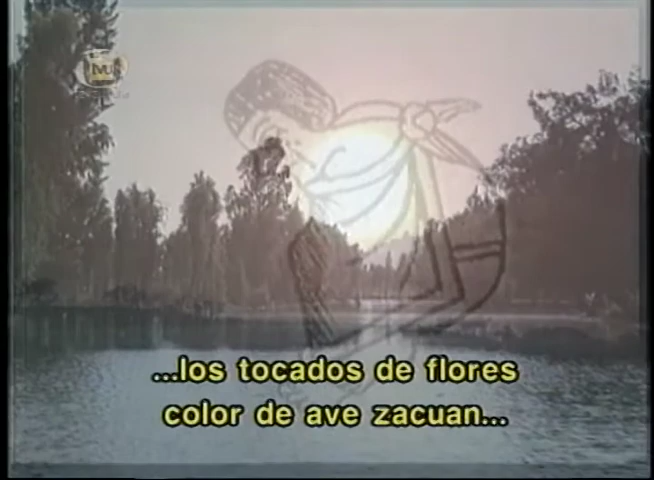 ...los tocados de flores
color de ave zacuan...